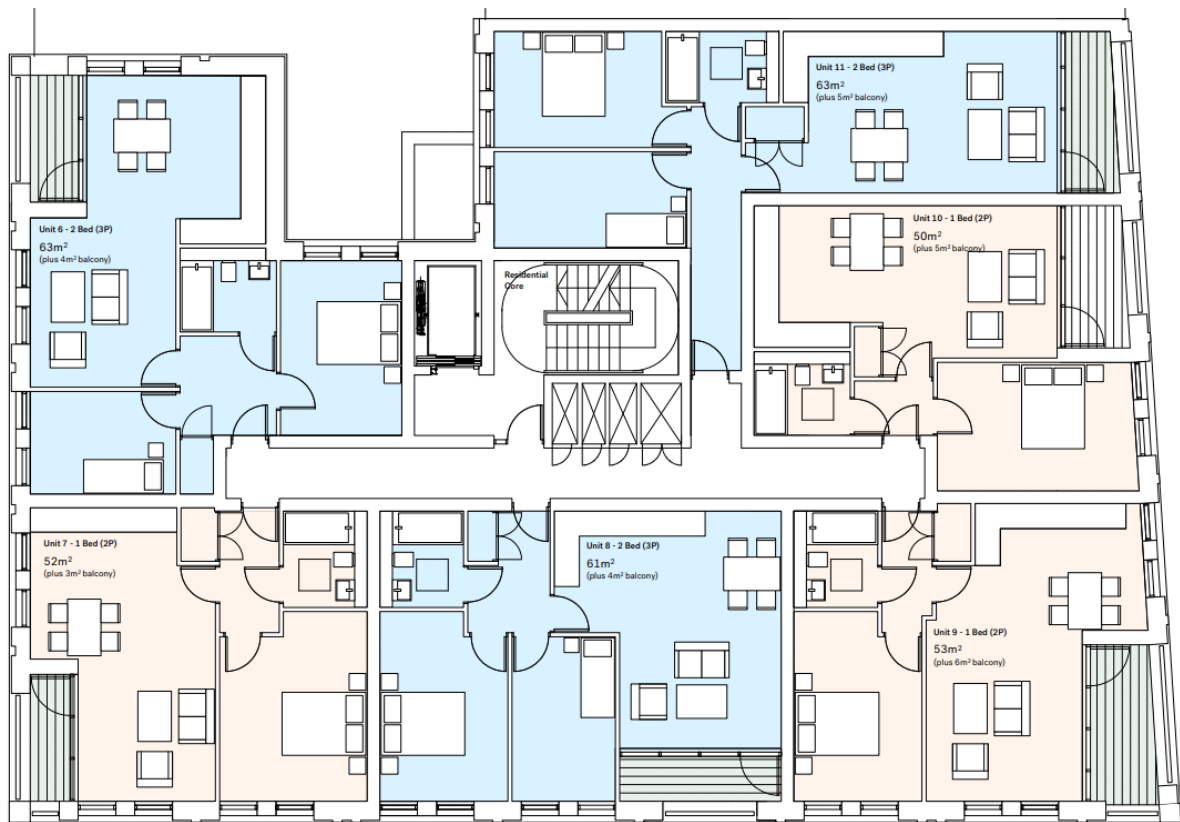 Unit 11 - 2 Bed (3P)
63m²
(plus 5m² balcony)
Unit 6 - 2 Bed (3P)
63m²
(plus 4m² balcony)
Unit 10 - 1 Bed (2P)
50m²
(plus 5m² balcony)
Residential
Core
Unit 7 - 1 Bed (2P)
52m²
(plus 3m² balcony)
Unit 8 - 2 Bed (3P)
61m²
(plus 4m² balcony)
Unit 9 - 1 Bed (2P)
53m²
(plus 6m² balcony)